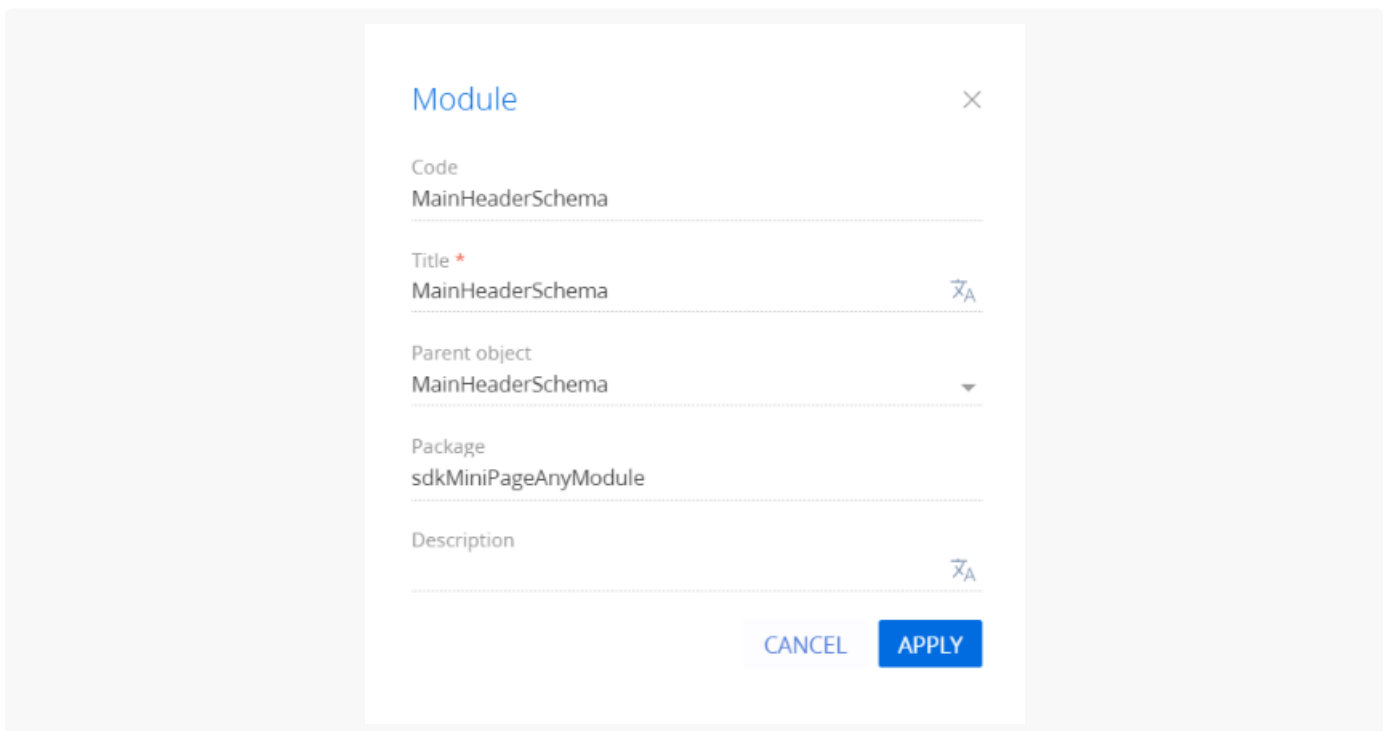 Module
Code
MainHeaderSchema
Title *
MainHeaderSchema
Parent object
MainHeaderSchema
Package
sdkMiniPageAnyModule
Description
CANCEL APPLY